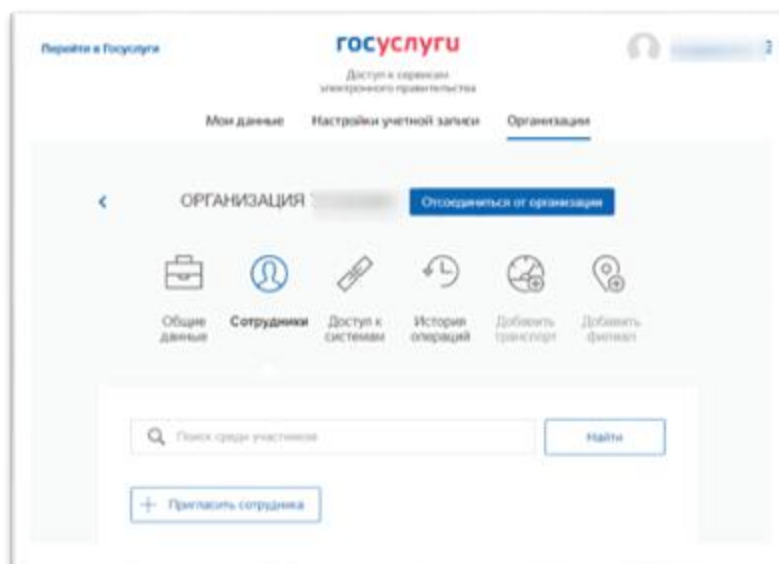 Перейти в Госуслуги
госуслуги
Доступ к сервисам
электронного правительства
Мои данные Настройки учетной записи Организации
ОРГАНИЗАЦИЯ
Отсоединиться от организации
Общие
данные
Сотрудники
Доступ к
системам
История
операций
Добавить
транспорт
Добавить
филиал
Поиск среди участников
Найти
Пригласить сотрудника